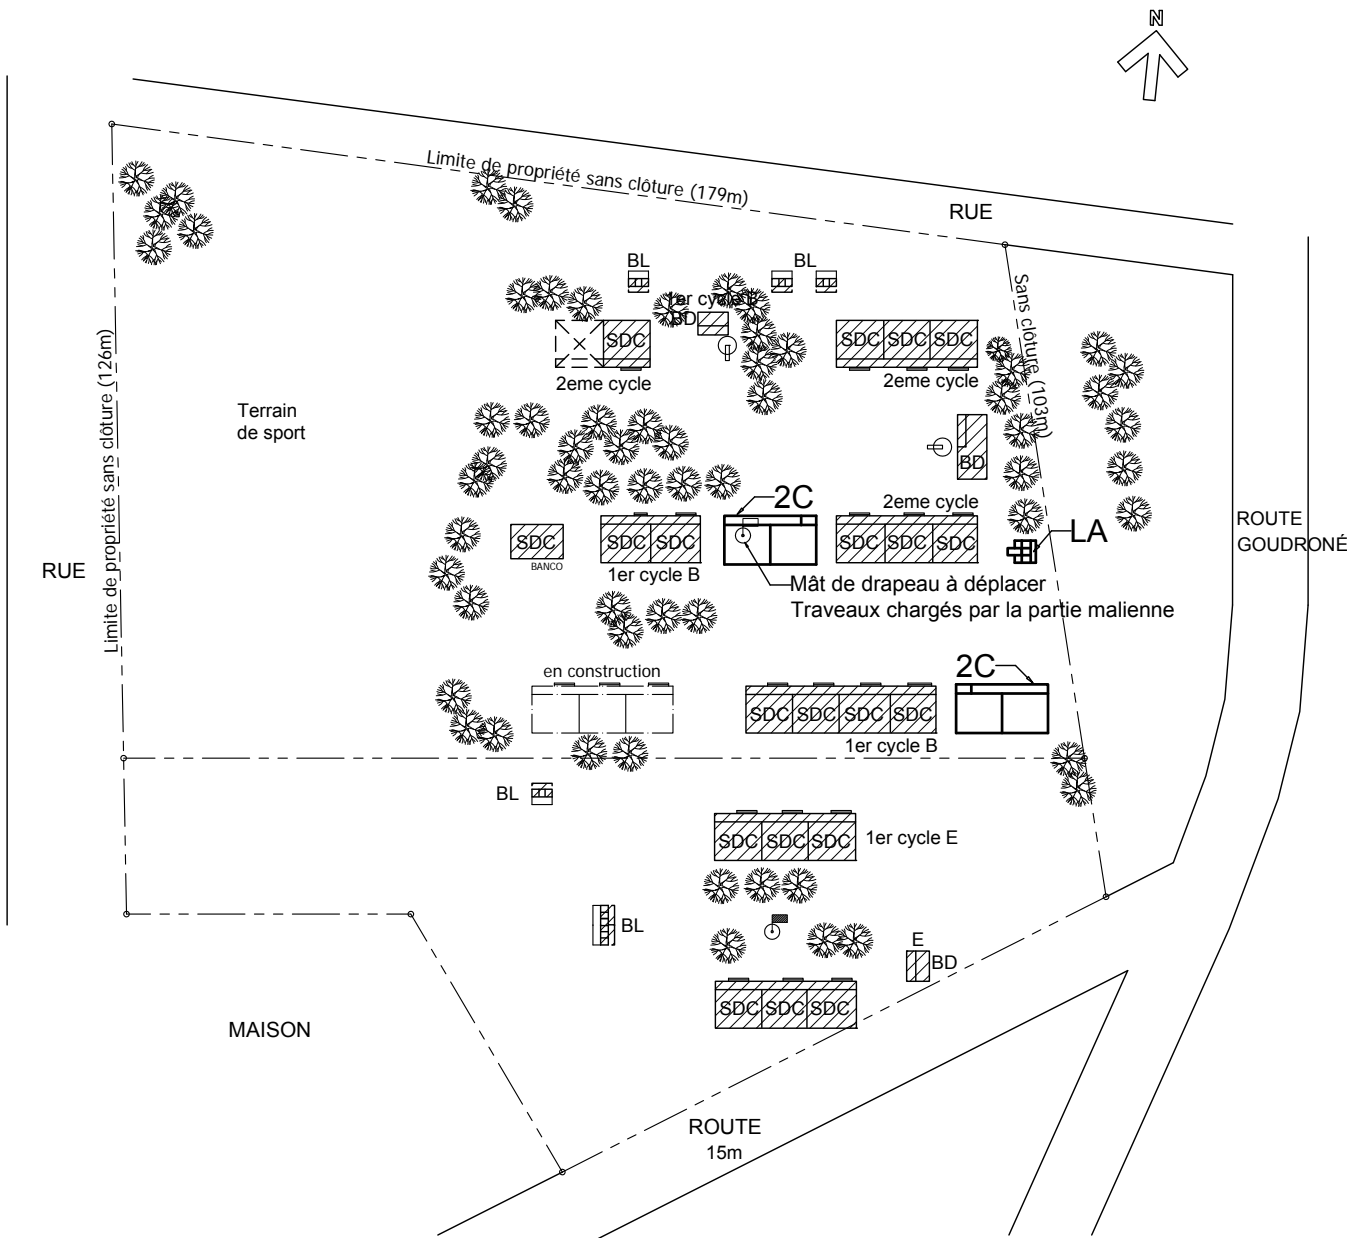 N
Limite de propriété sans clôture (179m)
RUE
BL
BL
1er cycle B
BD
SDC
2eme cycle
SDC
SDC
SDC
2eme cycle
Sans clôture (103m)
Limite de propriété sans clôture (126m)
Terrain
de sport
BD
2eme cycle
2C
SDC
BANCO
SDC
SDC
1er cycle B
SDC
SDC
SDC
LA
ROUTE
GOUDRONÉ
RUE
Mât de drapeau à déplacer
Traveaux chargés par la partie malienne
en construction
2C
SDC
SDC
SDC
SDC
1er cycle B
BL
SDC
SDC
SDC
1er cycle E
BL
E
BD
SDC
SDC
SDC
MAISON
ROUTE
15m